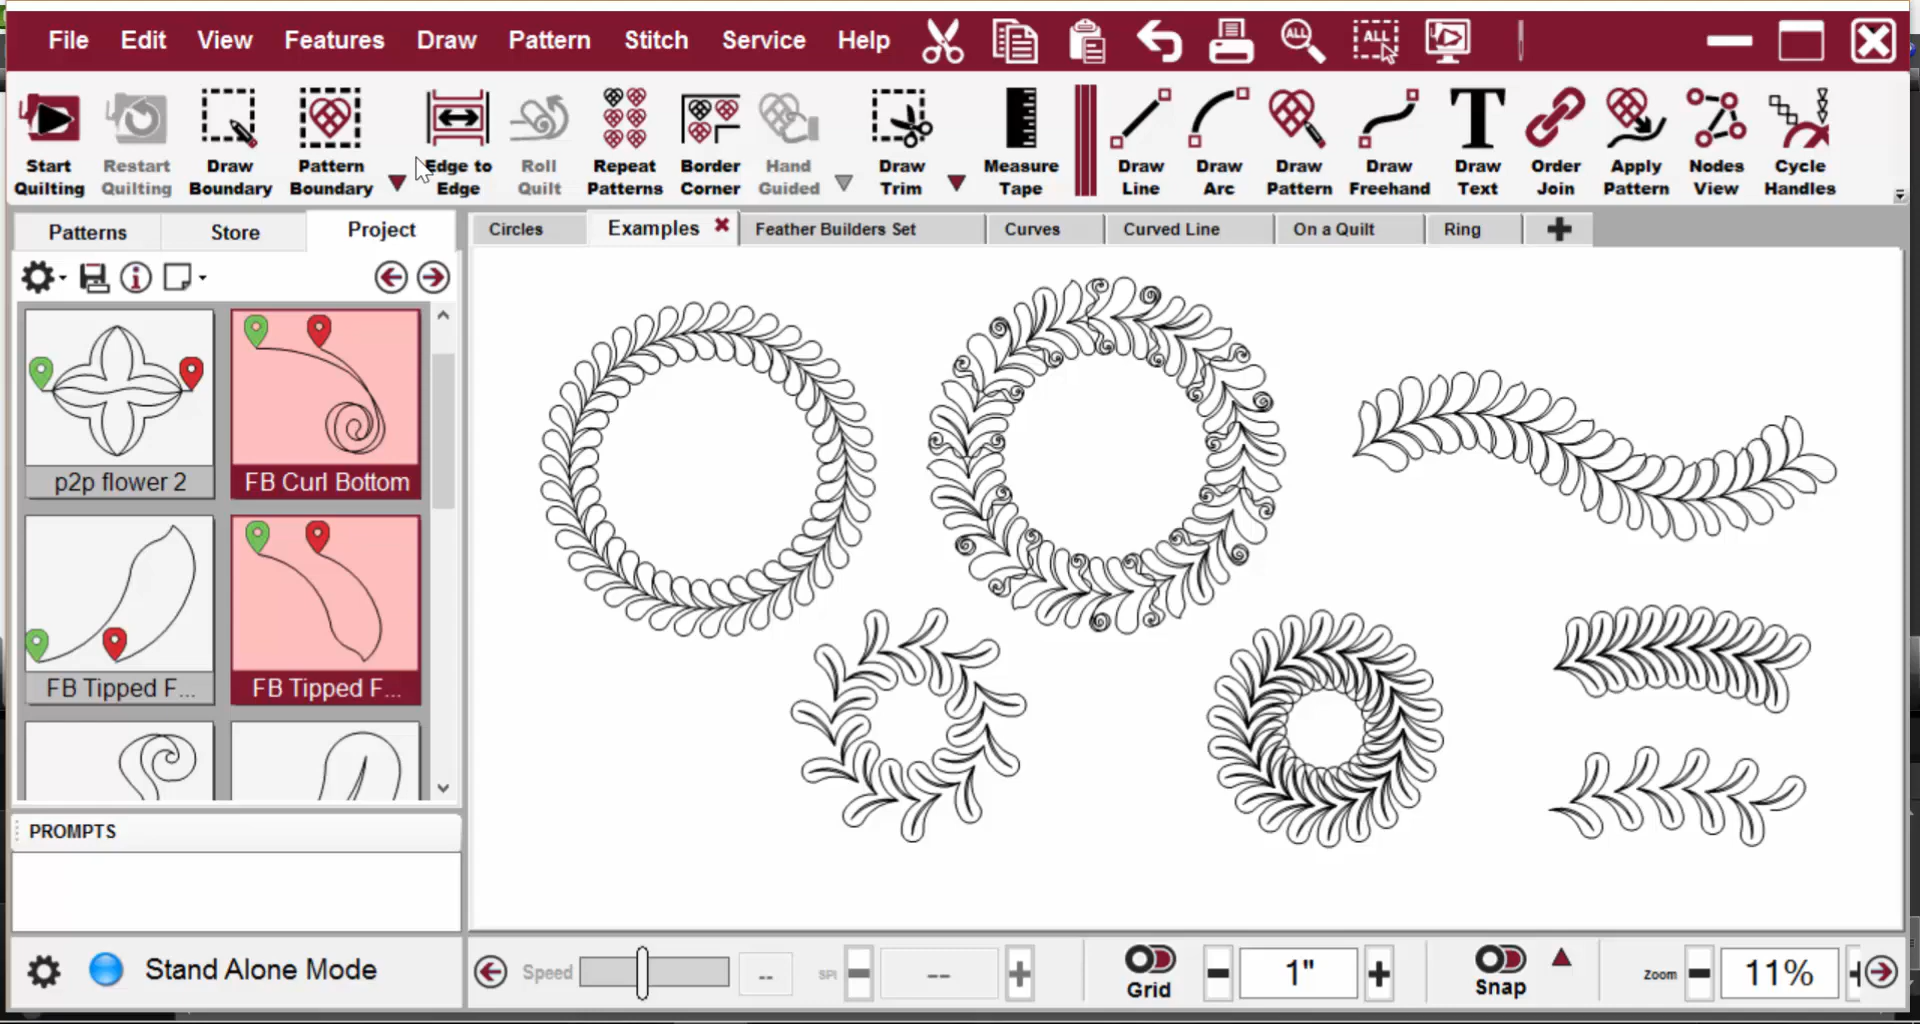 File Edit View Features Draw Pattern Stitch Service Help
ALL
ALL
Start Quilting
Restart Quilting
Draw Boundary
Pattern Boundary
Edge to Edge
Roll Quilt
Repeat Patterns
Border Corner
Hand Guided
Draw Trim
Measure Tape
Draw Line
Draw Arc
Draw Pattern
Draw Freehand
T
Draw Text
Order Join
Apply Pattern
Nodes View
Cycle Handles
Patterns Store Project
Circles Examples Feather Builders Set Curves Curved Line On a Quilt Ring
p2p flower 2
FB Curl Bottom
FB Tipped F...
FB Tipped F...
PROMPTS
Stand Alone Mode
Speed -- SPI -- Grid 1" Snap Zoom 11%